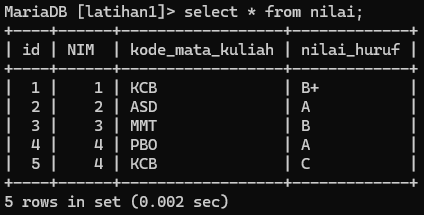 MariaDB [latihan1]> select * from nilai;
+----+-----+------------------+-------------+
| id | NIM | kode_mata_kuliah | nilai_huruf |
+----+-----+------------------+-------------+
|  1 |   1 | KCB              | B+          |
|  2 |   2 | ASD              | A           |
|  3 |   3 | MMT              | B           |
|  4 |   4 | PBO              | A           |
|  5 |   4 | KCB              | C           |
+----+-----+------------------+-------------+
5 rows in set (0.002 sec)